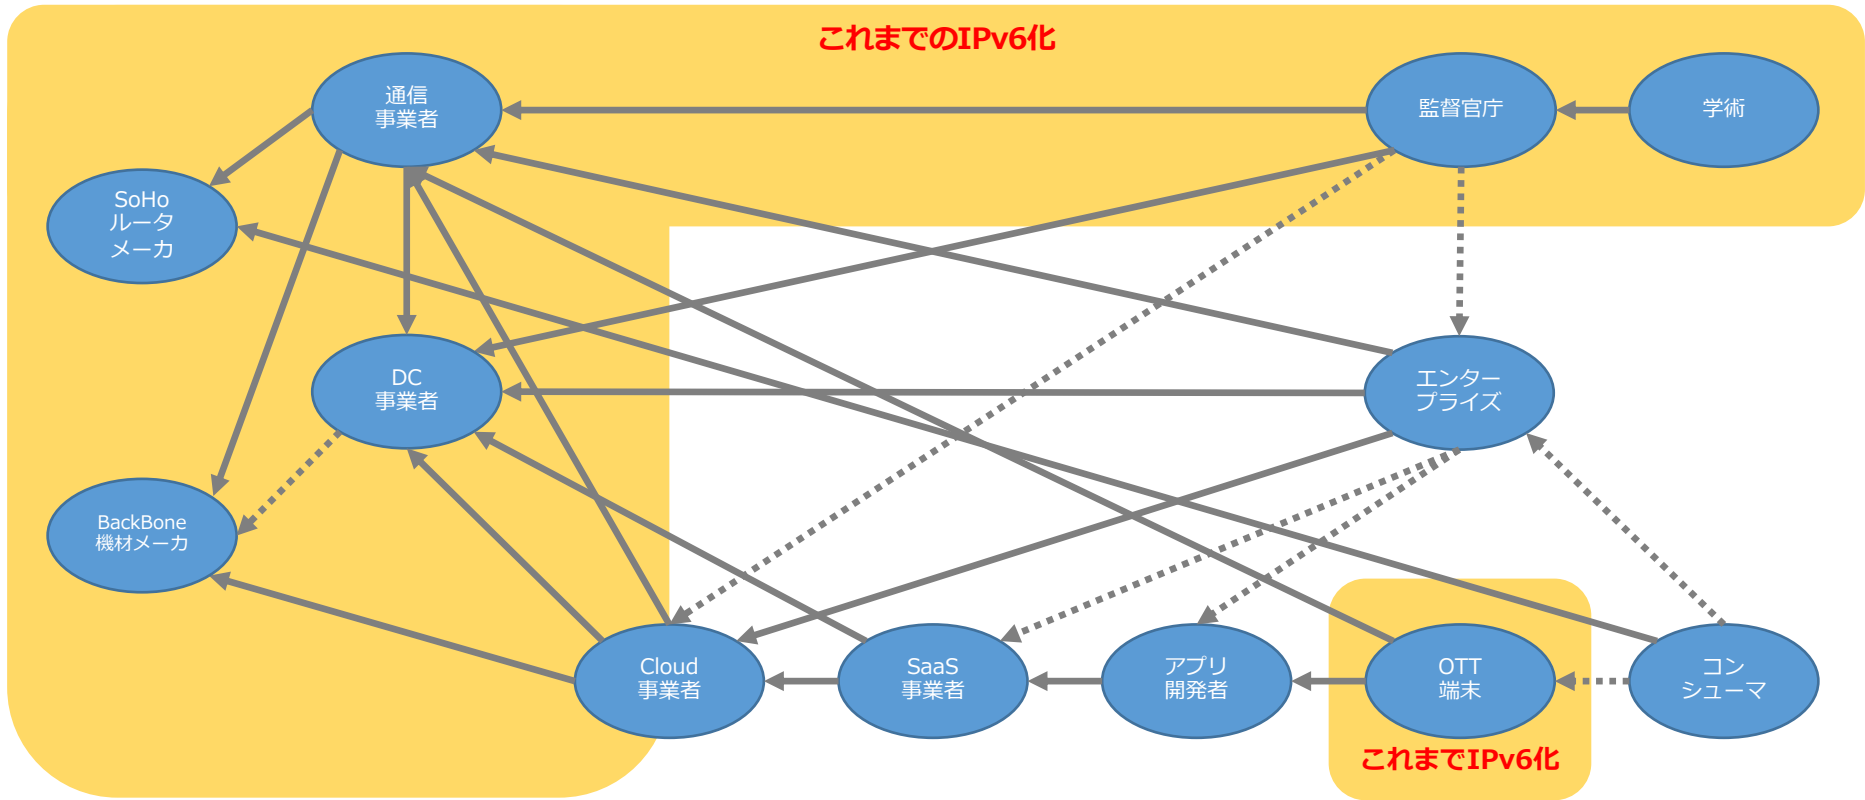 これまでのIPv6化
通信
事業者
監督官庁
学術
SoHo
ルータ
メーカ
DC
事業者
エンター
プライズ
BackBone
機材メーカ
Cloud
事業者
SaaS
事業者
アプリ
開発者
OTT
端末
コン
シューマ
これまでIPv6化